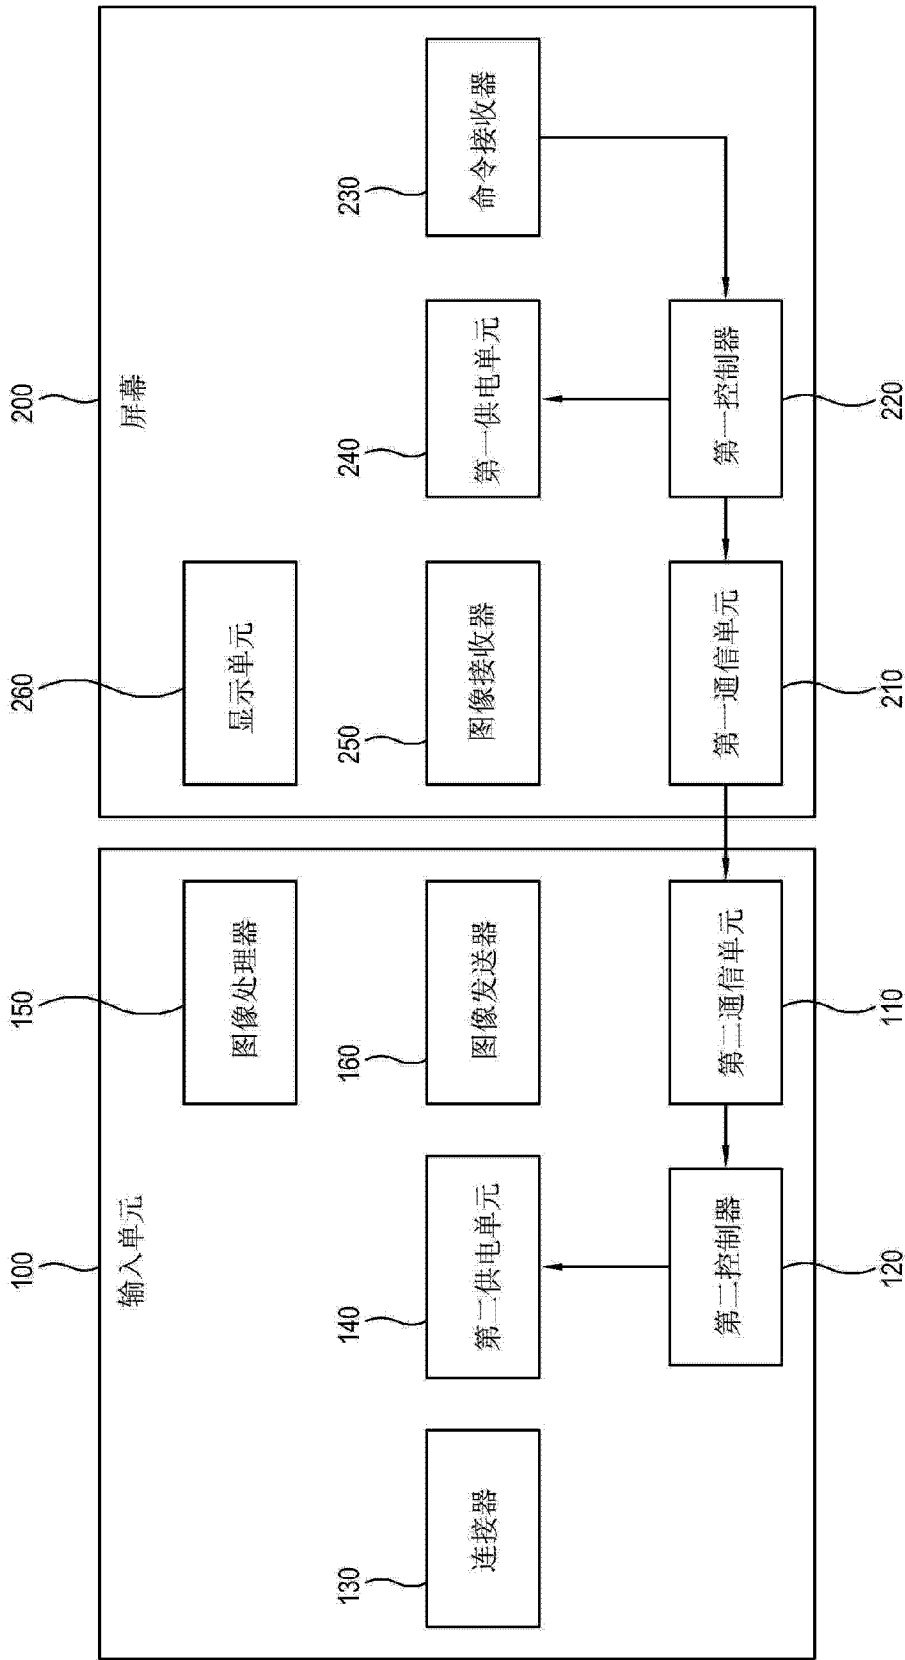 100
输入单元
150
图像处理器
130
连接器
140
第二供电单元
160
图像发送器
第二控制器
120
第二通信单元
110
200
屏幕
260
显示单元
250
图像接收器
240
第一供电单元
230
命令接收器
第一通信单元
210
第一控制器
220